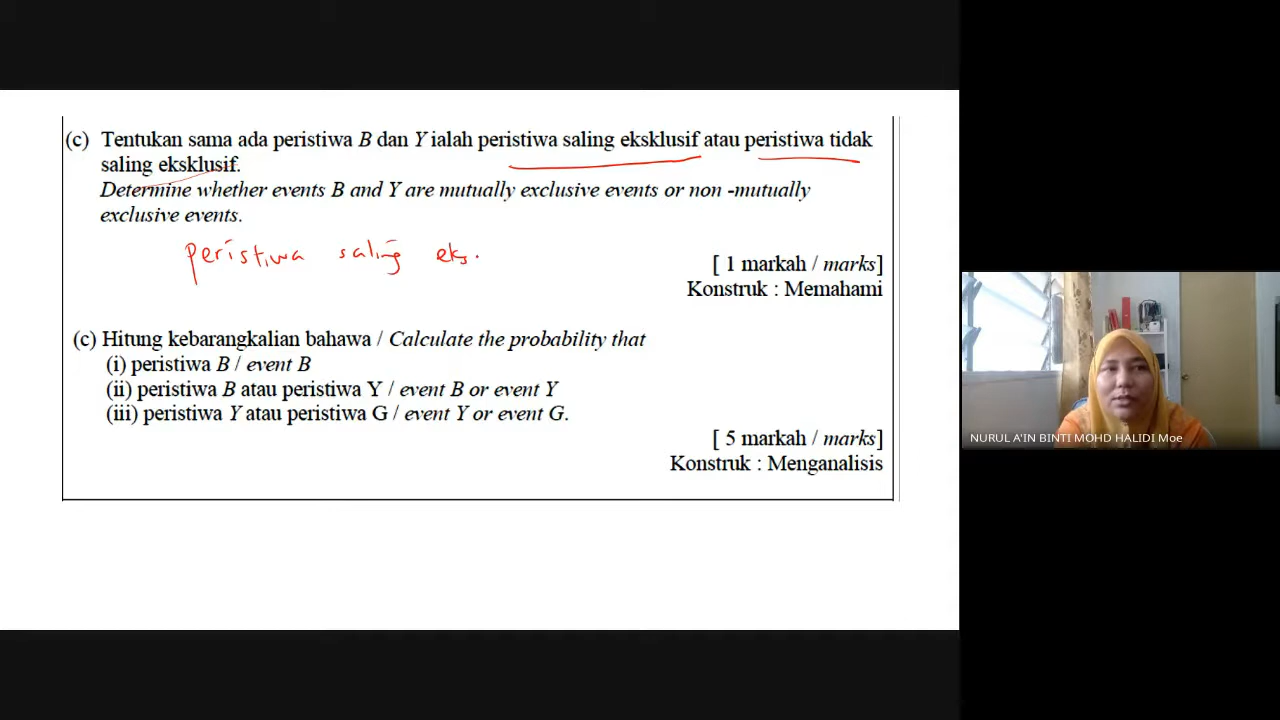 (c) Tentukan sama ada peristiwa B dan Y ialah peristiwa saling eksklusif atau peristiwa tidak
saling eksklusif.
Determine whether events B and Y are mutually exclusive events or non -mutually
exclusive events.
peristiwa saling eks.
[ 1 markah / marks]
Konstruk : Memahami
(c) Hitung kebarangkalian bahawa / Calculate the probability that
(i) peristiwa B / event B
(ii) peristiwa B atau peristiwa Y / event B or event Y
(iii) peristiwa Y atau peristiwa G / event Y or event G.
[ 5 markah / marks]
Konstruk : Menganalisis
NURUL A'IN BINTI MOHD HALIDI Moe